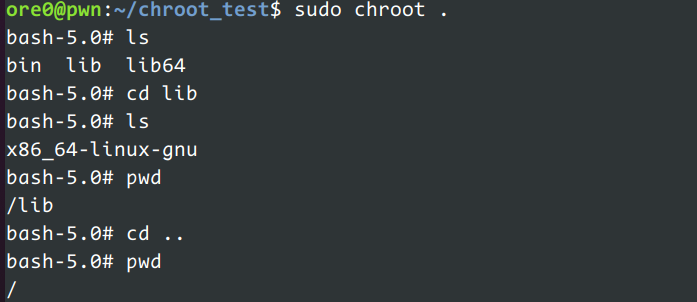 ore0@pwn:~/chroot_test$ sudo chroot .
bash-5.0# ls
bin  lib  lib64
bash-5.0# cd lib
bash-5.0# ls
x86_64-linux-gnu
bash-5.0# pwd
/lib
bash-5.0# cd ..
bash-5.0# pwd
/